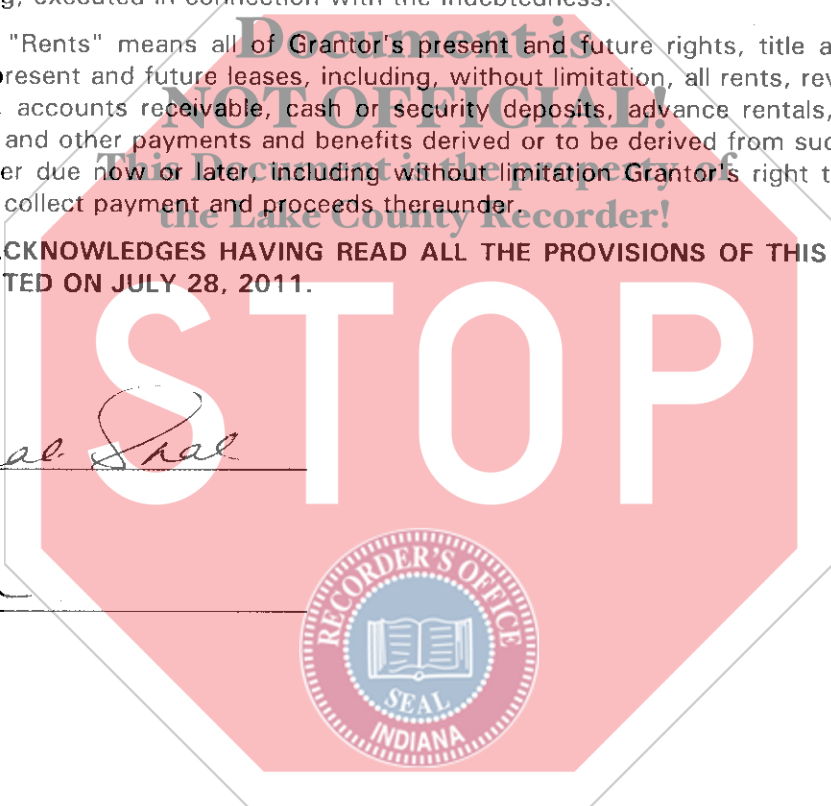 executed in connection with the indebtedness.
Document is
"Rents" means all of Grantor's present and future rights, title a
present and future leases, including, without limitation, all rents, rev
NOT OFFICIAL!
accounts receivable, cash or security deposits, advance rentals,
and other payments and benefits derived or to be derived from suc
This Document is the property of
er due now or later, including without limitation Grantor's right t
collect payment and proceeds thereunder.
the Lake County Recorder!
CKNOWLEDGES HAVING READ ALL THE PROVISIONS OF THIS
TED ON JULY 28, 2011.
STOP
al. Shal
RECORDER'S OFFICE
SEAL
INDIANA